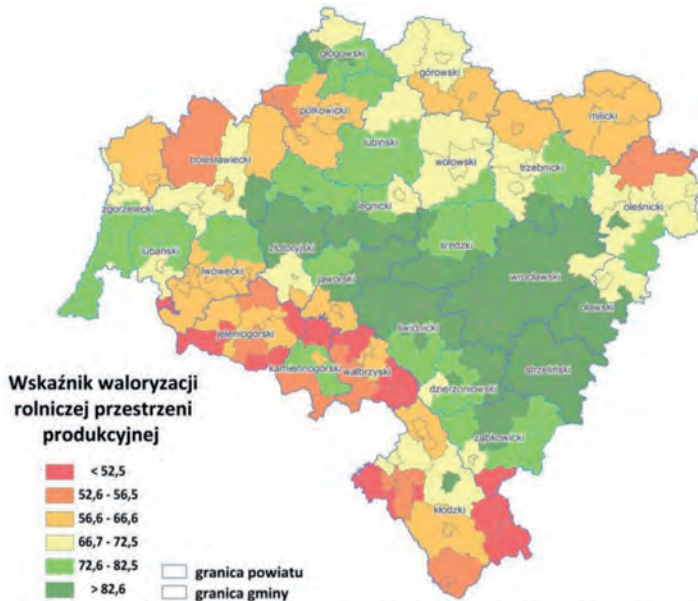 głogowski
górowski
polkowicki
milicki
lubiński
bolesławiecki
wołowski
trzebnicki
zgorzelecki
legnicki
oleśnicki
lubański
złotoryjski
średzki
lwówecki
jaworski
wrocławski
oławski
jeleniogórski
świdnicki
kamiennogórski
wałbrzyski
strzeliński
dzierżoniowski
ząbkowicki
kłodzki
Wskaźnik waloryzacji
rolniczej przestrzeni
produkcyjnej
< 52,5
52,6 - 56,5
56,6 - 66,6
66,7 - 72,5
72,6 - 82,5
> 82,6
granica powiatu
granica gminy